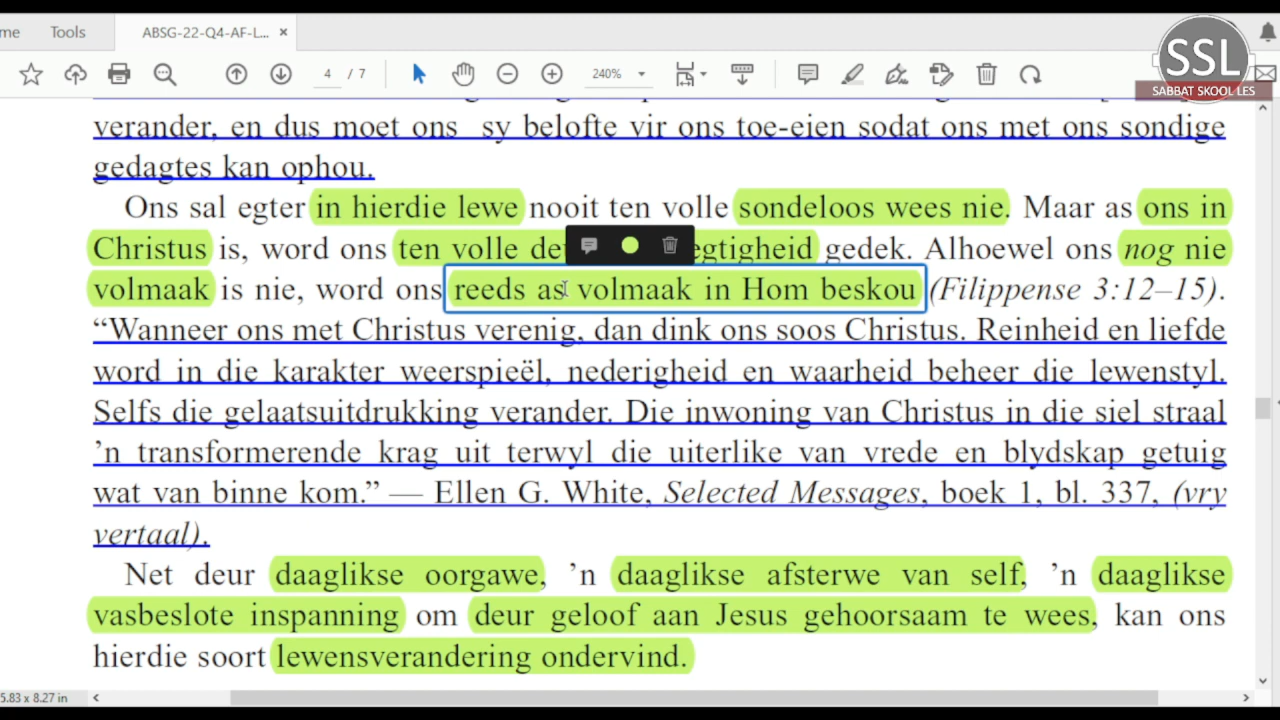 me
Tools
ABSG-22-Q4-AF-L... ×
SSL
SABBAT SKOOL LES
4 / 7
240%
verander, en dus moet ons sy belofte vir ons toe-eien sodat ons met ons sondige
gedagtes kan ophou.
Ons sal egter in hierdie lewe nooit ten volle sondeloos wees nie. Maar as ons in
Christus is, word ons ten volle egtigheid gedek. Alhoewel ons nog nie
volmaak is nie, word ons reeds as volmaak in Hom beskou (Filippense 3:12–15).
“Wanneer ons met Christus verenig, dan dink ons soos Christus. Reinheid en liefde
word in die karakter weerspieël, nederigheid en waarheid beheer die lewenstyl.
Selfs die gelaatsuitdrukking verander. Die inwoning van Christus in die siel straal
’n transformerende krag uit terwyl die uiterlike van vrede en blydskap getuig
wat van binne kom.” — Ellen G. White, Selected Messages, boek 1, bl. 337, (vry
vertaal).
Net deur daaglikse oorgawe, ’n daaglikse afsterwe van self, ’n daaglikse
vasbeslote inspanning om deur geloof aan Jesus gehoorsaam te wees, kan ons
hierdie soort lewensverandering ondervind.
5.83 x 8.27 in